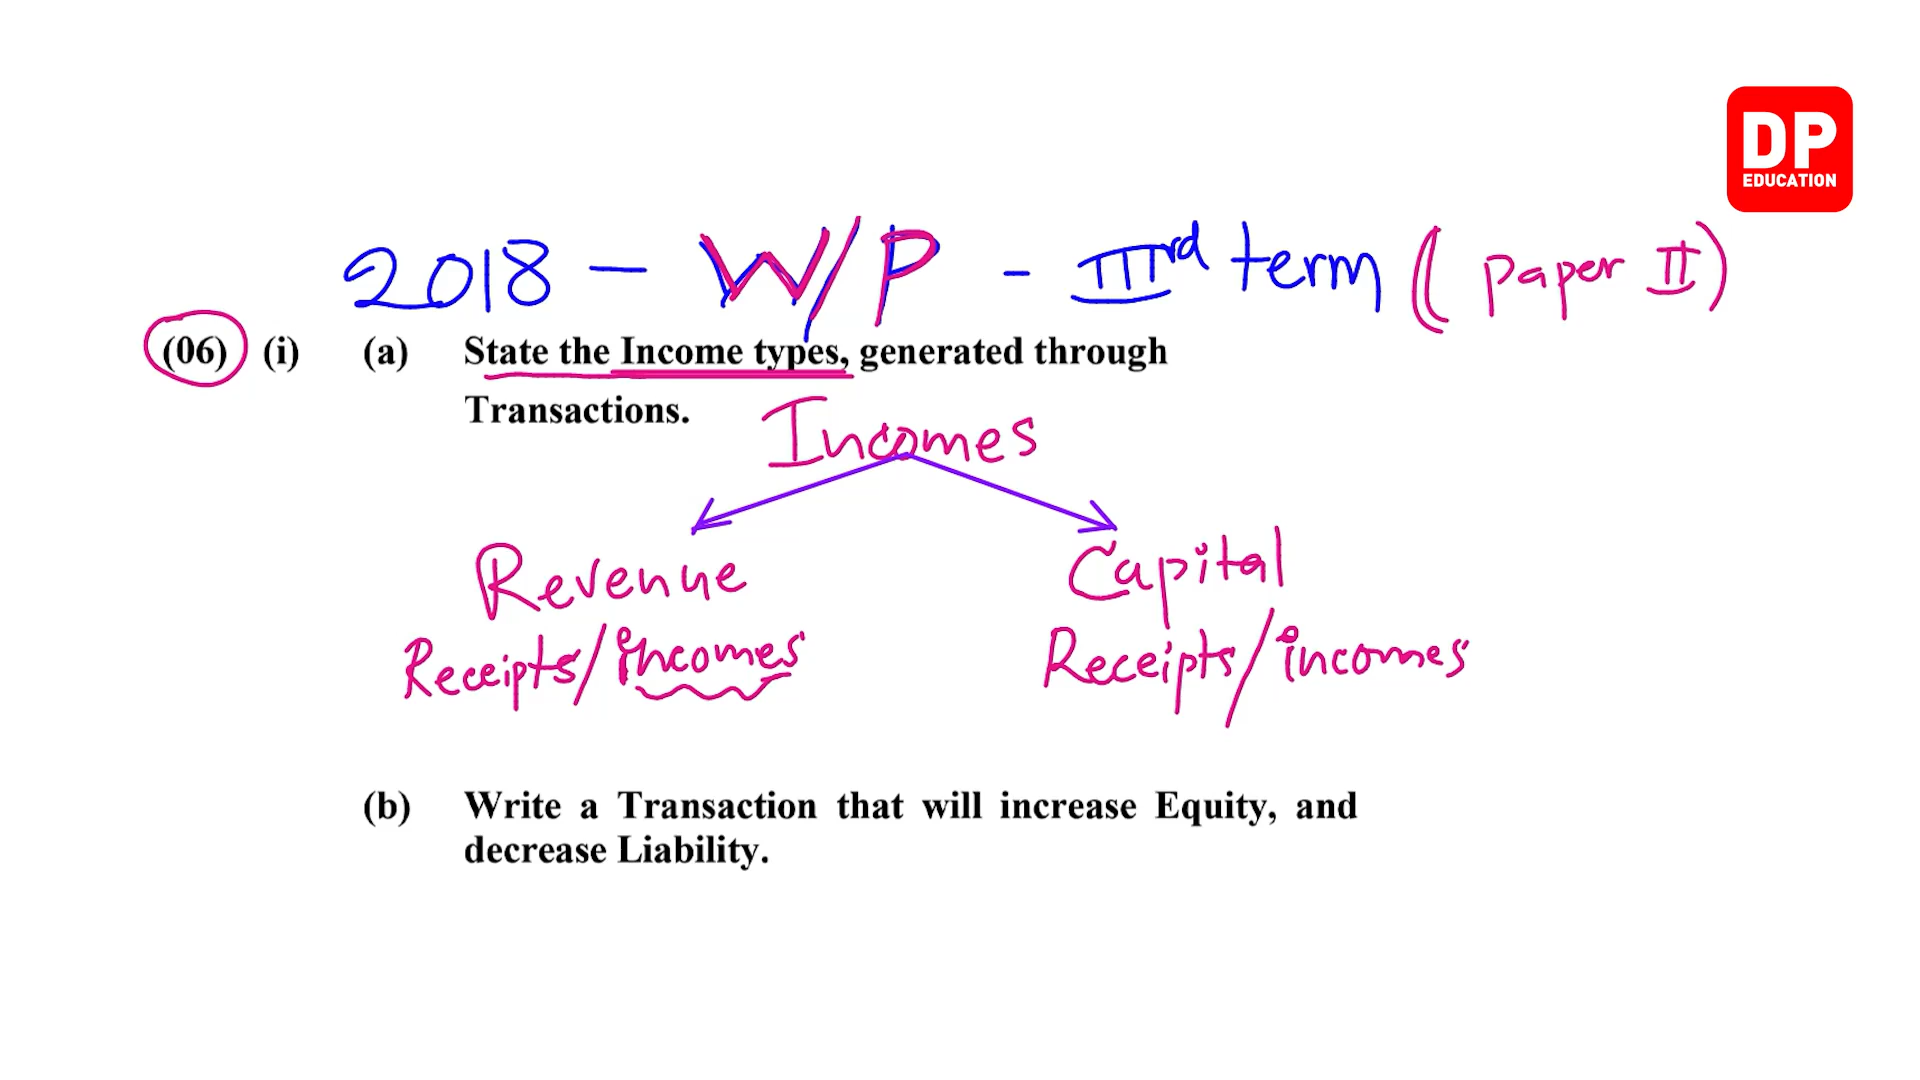 DP
EDUCATION
2018 - W/P - IIIrd term (Paper II)
(06) (i) (a) State the Income types, generated through
Transactions.
Incomes
Revenue Capital
Receipts/incomes Receipts/incomes
(b) Write a Transaction that will increase Equity, and
decrease Liability.